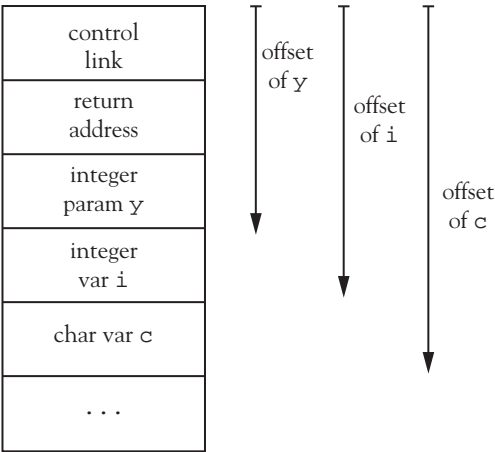 control
link
return
address
integer
param y
integer
var i
char var c
. . .
offset
of y
offset
of i
offset
of c